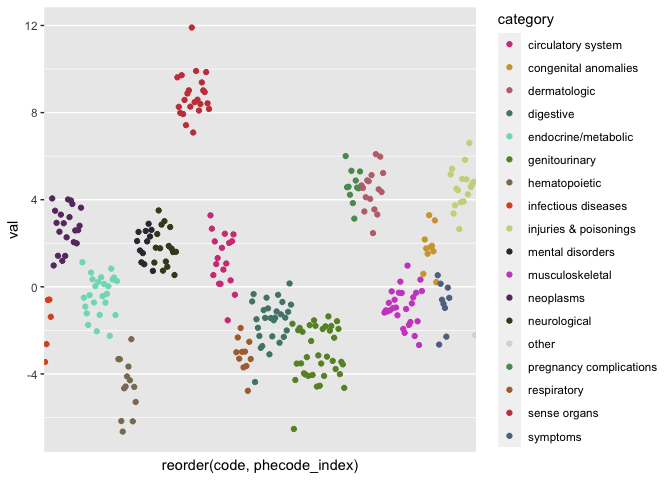 12
8
4
0
-4
val
reorder(code, phecode_index)
category
circulatory system
congenital anomalies
dermatologic
digestive
endocrine/metabolic
genitourinary
hematopoietic
infectious diseases
injuries & poisonings
mental disorders
musculoskeletal
neoplasms
neurological
other
pregnancy complications
respiratory
sense organs
symptoms